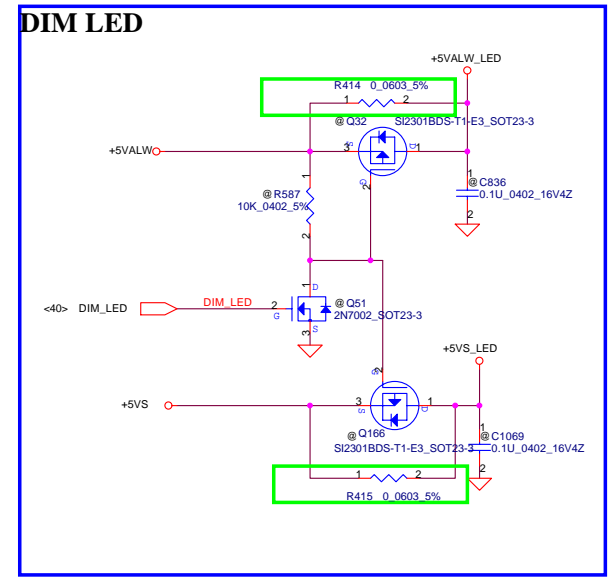 DIM LED
+5VALW_LED
R414 0_0603_5%
1 2
@ Q32 SI2301BDS-T1-E3_SOT23-3
+5VALW
S 3 1 D
G 2
1
@ R587
10K_0402_5%
2
1
@ C836
0.1U_0402_16V4Z
2
1 D
<40> DIM_LED DIM_LED 2 G
@ Q51
2N7002_SOT23-3
3 S
+5VS_LED
G 2
+5VS
3 S 1 D
@ Q166
SI2301BDS-T1-E3_SOT23-3
1
@ C1069
0.1U_0402_16V4Z
2
1 2
R415 0_0603_5%